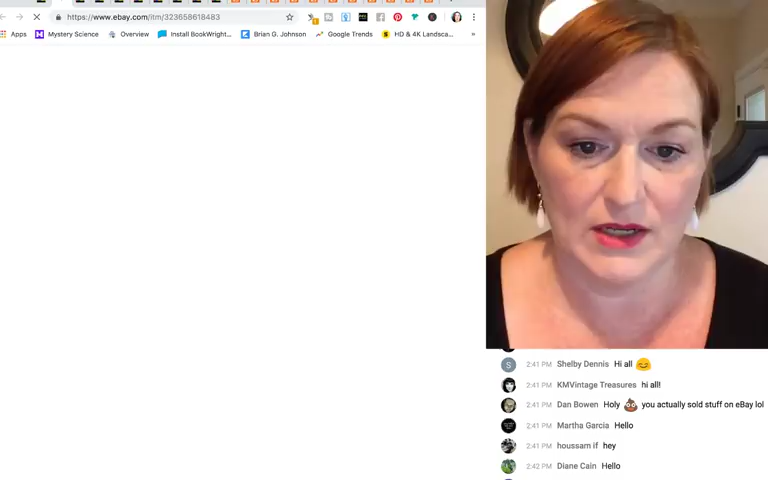 https://www.ebay.com/itm/323658618483
Apps Mystery Science Overview Install BookWright... Brian G. Johnson Google Trends HD & 4K Landsca... »
2:41 PM Shelby Dennis Hi all 😊
2:41 PM KMVintage Treasures hi all!
2:41 PM Dan Bowen Holy 💩 you actually sold stuff on eBay lol
2:41 PM Martha Garcia Hello
2:41 PM houssam if hey
2:42 PM Diane Cain Hello